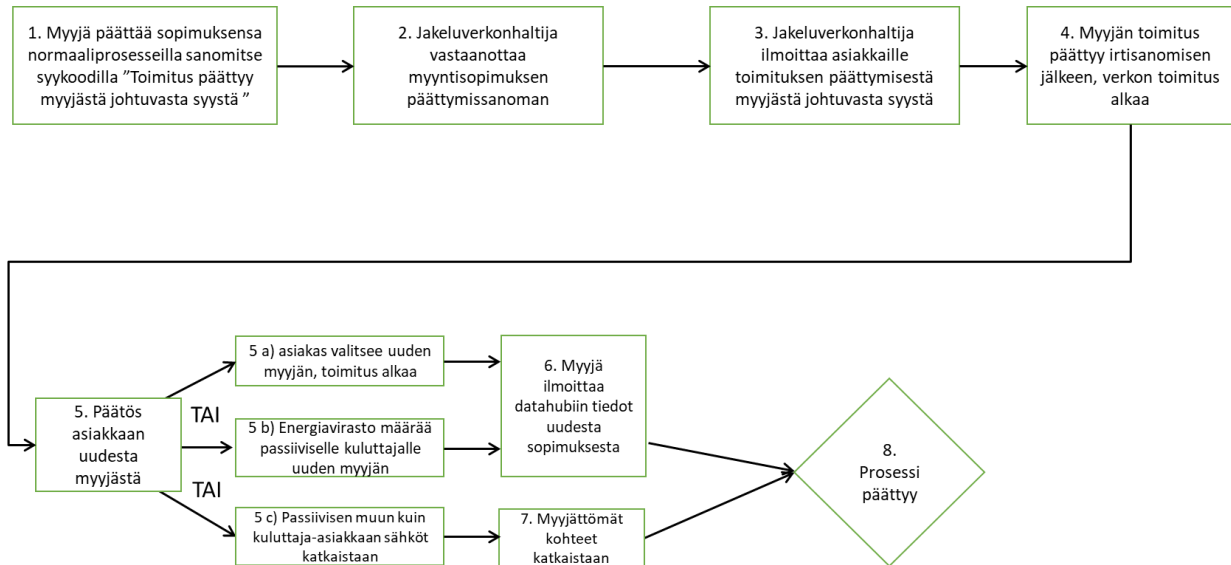 1. Myyjä päättää sopimuksensa
normaaliprosesseilla sanomitse
syykoodilla ”Toimitus päättyy
myyjästä johtuvasta syystä ”
2. Jakeluverkonhaltija
vastaanottaa
myyntisopimuksen
päättymissanoman
3. Jakeluverkonhaltija
ilmoittaa asiakkaille
toimituksen päättymisestä
myyjästä johtuvasta syystä
4. Myyjän toimitus
päättyy irtisanomisen
jälkeen, verkon toimitus
alkaa
5. Päätös
asiakkaan
uudesta
myyjästä
TAI
TAI
5 a) asiakas valitsee uuden
myyjän, toimitus alkaa
5 b) Energiavirasto määrää
passiiviselle kuluttajalle
uuden myyjän
5 c) Passiivisen muun kuin
kuluttaja-asiakkaan sähköt
katkaistaan
6. Myyjä
ilmoittaa
datahubiin tiedot
uudesta
sopimuksesta
7. Myyjättömät
kohteet
katkaistaan
8.
Prosessi
päättyy